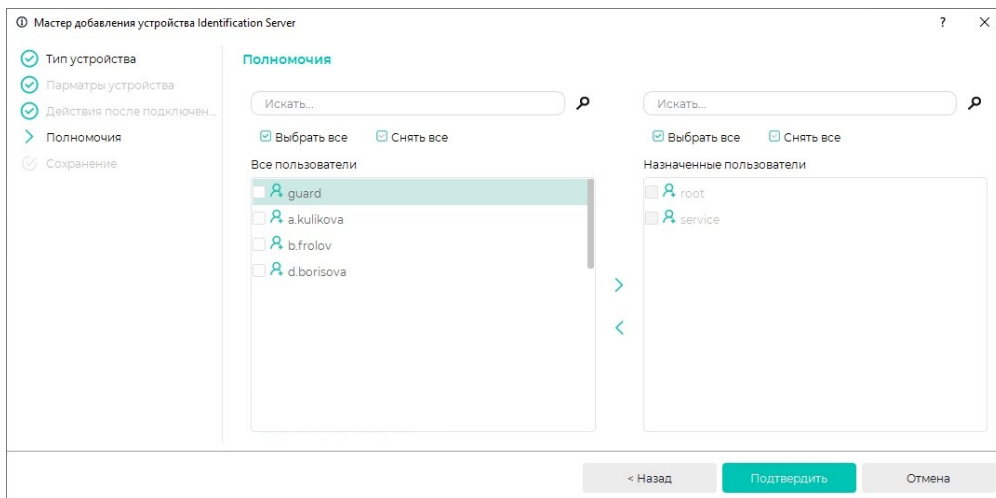 Мастер добавления устройства Identification Server
?
Тип устройства
Парматры устройства
Действия после подключен...
Полномочия
Сохранение
Полномочия
Искать...
Выбрать все
Снять все
Все пользователи
guard
a.kulikova
b.frolov
d.borisova
Искать...
Выбрать все
Снять все
Назначенные пользователи
root
service
< Назад
Подтвердить
Отмена